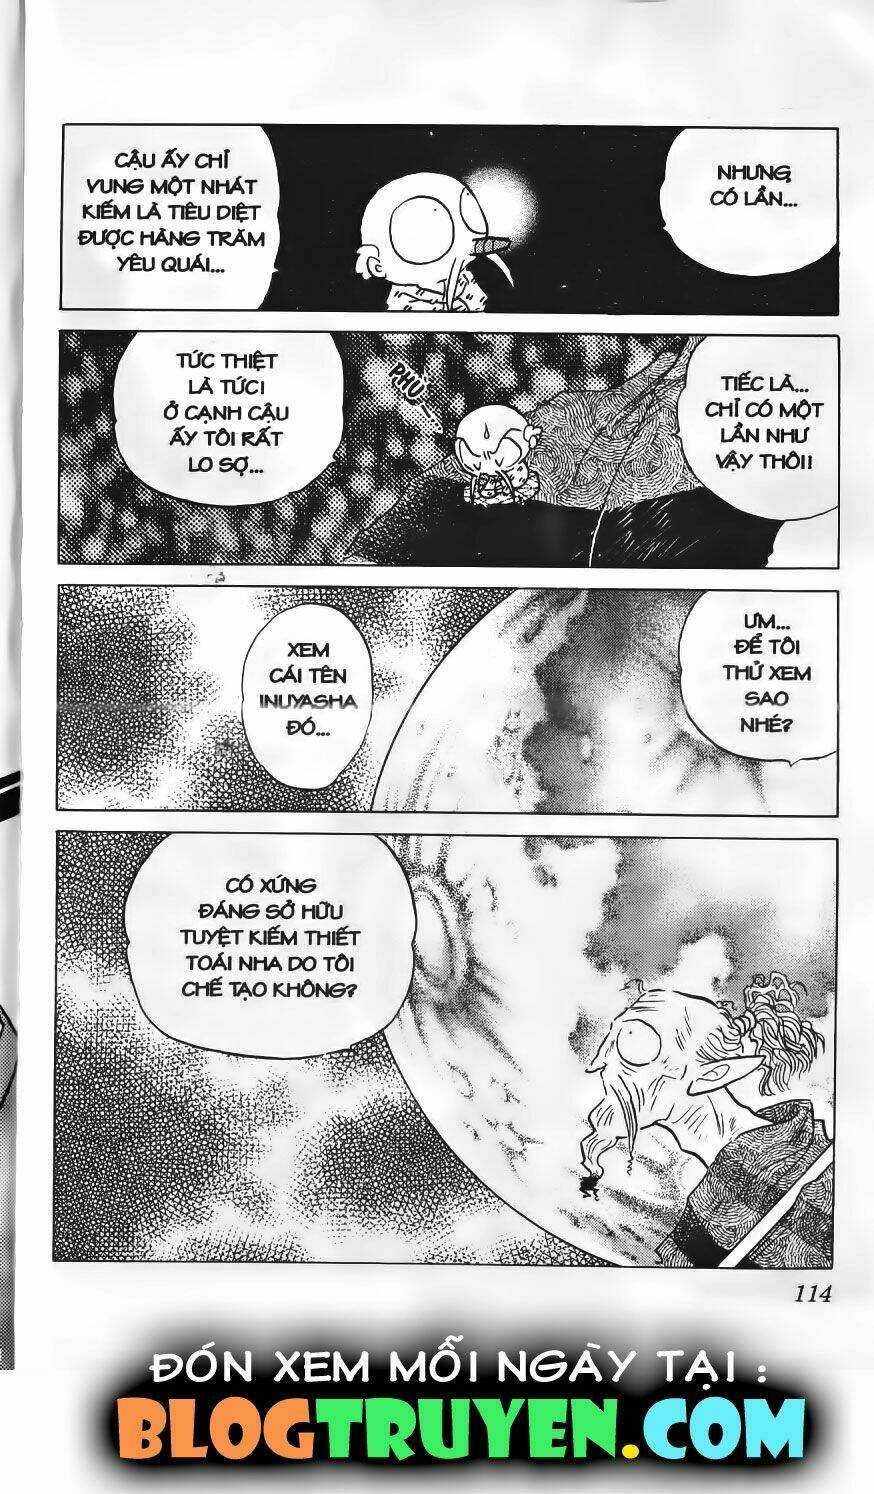 NHƯNG,
CÓ LẦN...
CẬU ẤY CHỈ
VUNG MỘT NHÁT
KIẾM LÀ TIÊU DIỆT
ĐƯỢC HÀNG TRĂM
YÊU QUÁI...
TIẾC LÀ...
CHỈ CÓ MỘT
LẦN NHƯ
VẬY THÔI!
PHÙ...
TỨC THIỆT
LÀ TỨC!
Ở CẠNH CẬU
ẤY TÔI RẤT
LO SỢ...
ƯM...
ĐỂ TÔI
THỬ XEM
SAO
NHÉ?
XEM
CÁI TÊN
INUYASHA
ĐÓ...
CÓ XỨNG
ĐÁNG SỞ HỮU
TUYỆT KIẾM THIẾT
TOÁI NHA DO TÔI
CHẾ TẠO KHÔNG?
114
ĐÓN XEM MỖI NGÀY TẠI :
BLOGTRUYEN.COM